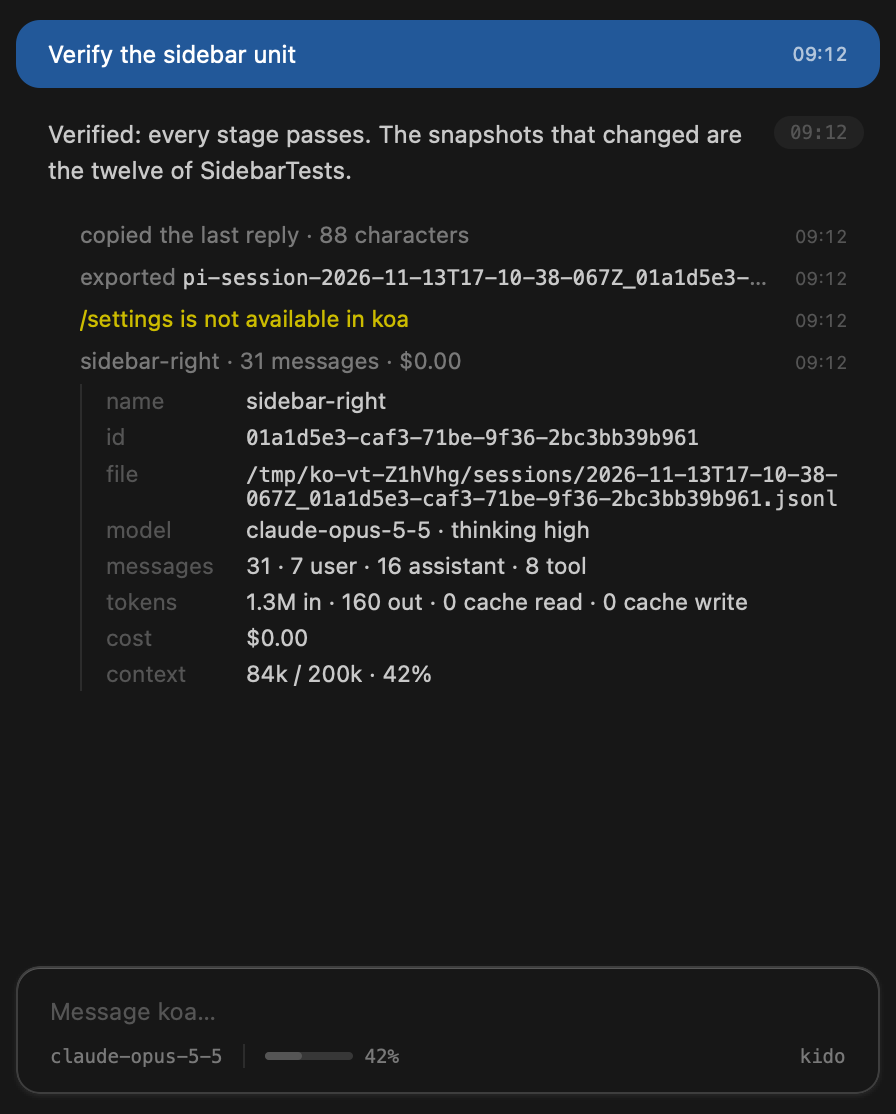 Verify the sidebar unit 09:12
Verified: every stage passes. The snapshots that changed are 09:12
the twelve of SidebarTests.
copied the last reply · 88 characters 09:12
exported pi-session-2026-11-13T17-10-38-067Z_01a1d5e3-… 09:12
/settings is not available in koa 09:12
sidebar-right · 31 messages · $0.00 09:12
name sidebar-right
id 01a1d5e3-caf3-71be-9f36-2bc3bb39b961
file /tmp/ko-vt-Z1hVhg/sessions/2026-11-13T17-10-38-
067Z_01a1d5e3-caf3-71be-9f36-2bc3bb39b961.jsonl
model claude-opus-5-5 · thinking high
messages 31 · 7 user · 16 assistant · 8 tool
tokens 1.3M in · 160 out · 0 cache read · 0 cache write
cost $0.00
context 84k / 200k · 42%
Message koa…
claude-opus-5-5 42% kido